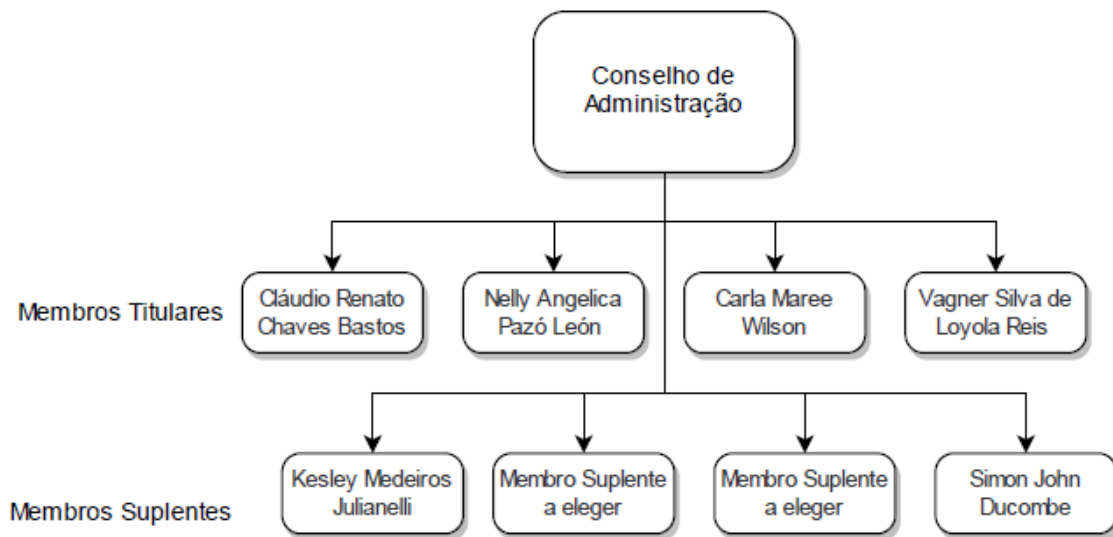 Conselho de
Administração
Membros Titulares
Cláudio Renato
Chaves Bastos
Nelly Angelica
Pazó León
Carla Maree
Wilson
Vagner Silva de
Loyola Reis
Membros Suplentes
Kesley Medeiros
Julianelli
Membro Suplente
a eleger
Membro Suplente
a eleger
Simon John
Ducombe